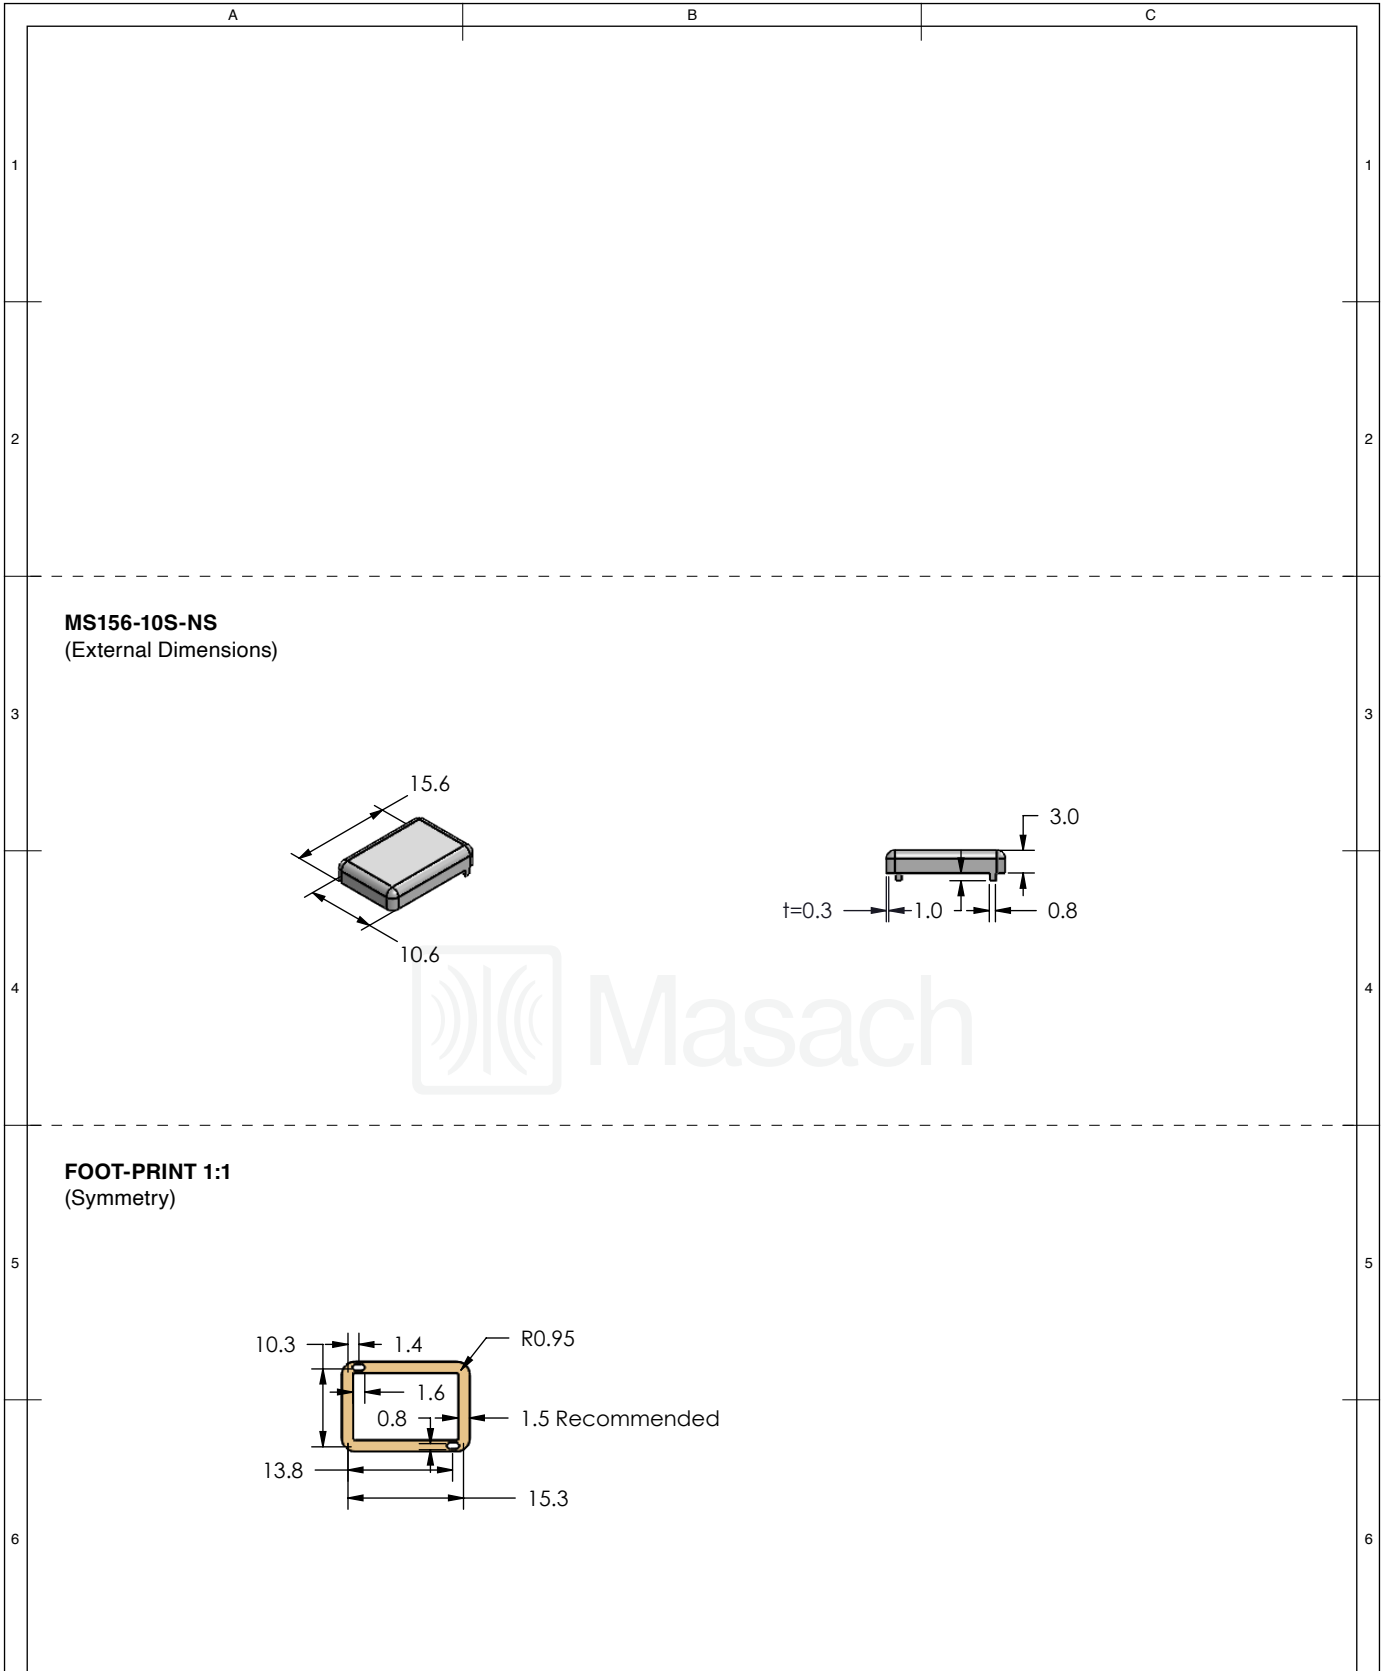 A B C
1 1
2 2
MS156-10S-NS
(External Dimensions)
3 3
15.6
10.6
3.0
t=0.3 1.0 0.8
4 4
Masach
FOOT-PRINT 1:1
(Symmetry)
5 5
10.3 1.4 R0.95
1.6
0.8 1.5 Recommended
13.8
15.3
6 6